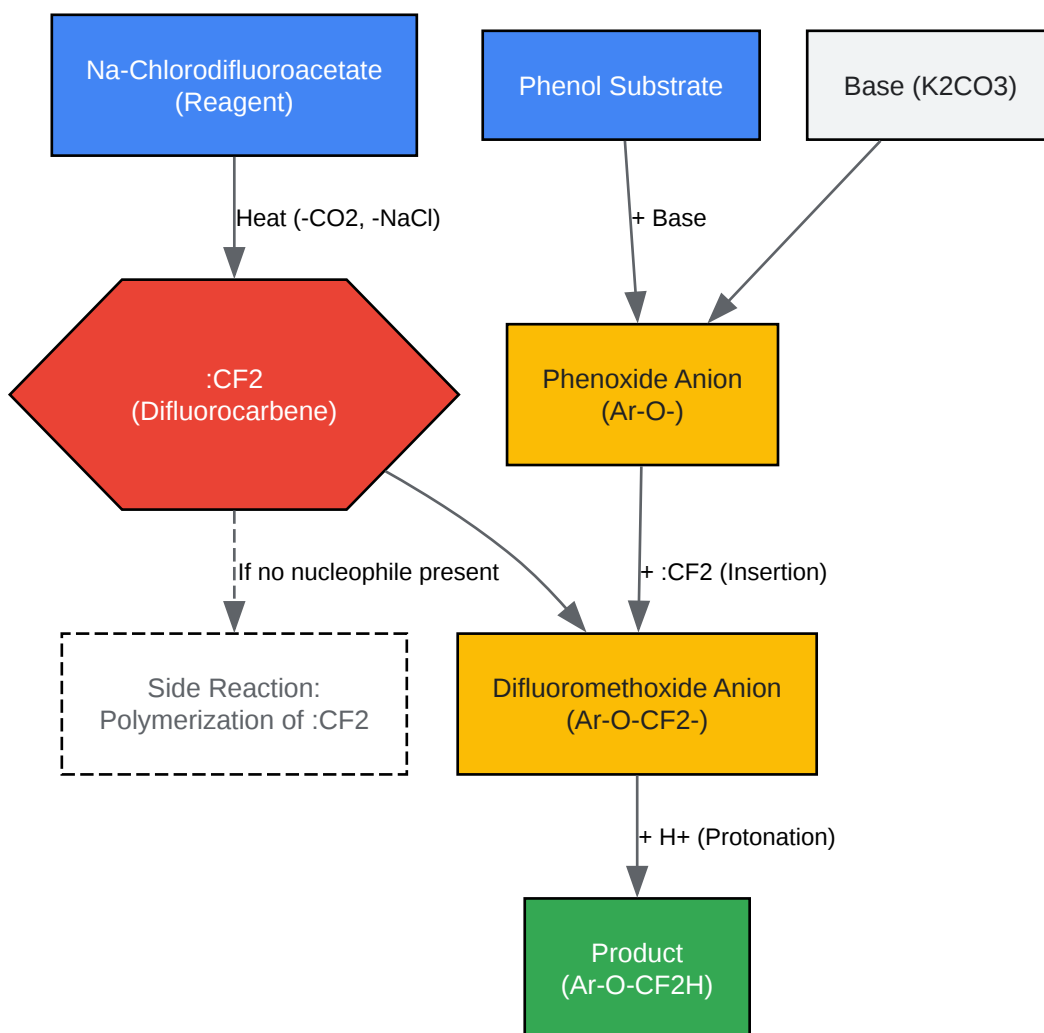 Na-Chlorodifluoroacetate
(Reagent)
Phenol Substrate
Base (K2CO3)
Heat (-CO2, -NaCl)
+ Base
:CF2
(Difluorocarbene)
Phenoxide Anion
(Ar-O-)
If no nucleophile present
+ :CF2 (Insertion)
Side Reaction:
Polymerization of :CF2
Difluoromethoxide Anion
(Ar-O-CF2-)
+ H+ (Protonation)
Product
(Ar-O-CF2H)